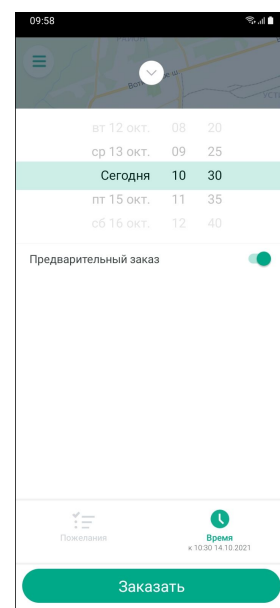 09:58
вт 12 окт. 08 20
ср 13 окт. 09 25
Сегодня 10 30
пт 15 окт. 11 35
сб 16 окт. 12 40
Предварительный заказ
Пожелания
Время
к 10:30 14.10.2021
Заказать